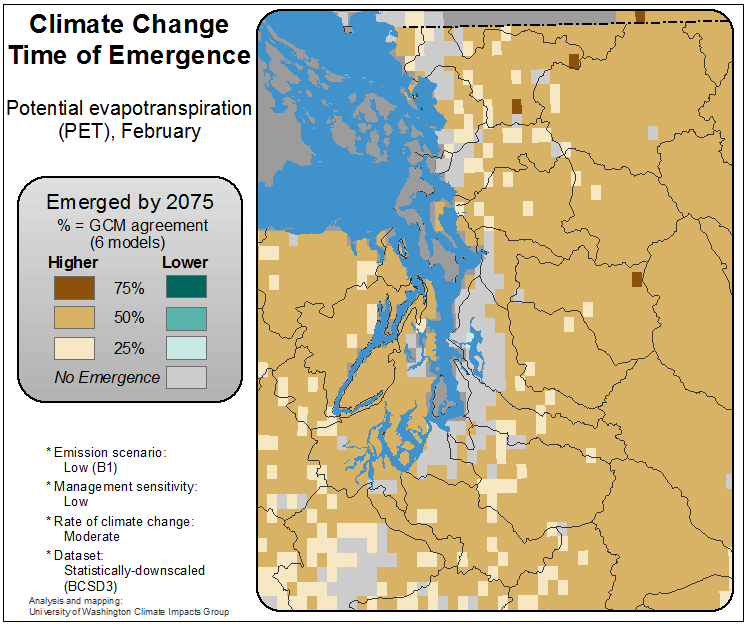 Climate Change
Time of Emergence
Potential evapotranspiration
(PET), February
Emerged by 2075
% = GCM agreement
(6 models)
Higher Lower
75%
50%
25%
No Emergence
* Emission scenario:
Low (B1)
* Management sensitivity:
Low
* Rate of climate change:
Moderate
* Dataset:
Statistically-downscaled
(BCSD3)
Analysis and mapping:
University of Washington Climate Impacts Group